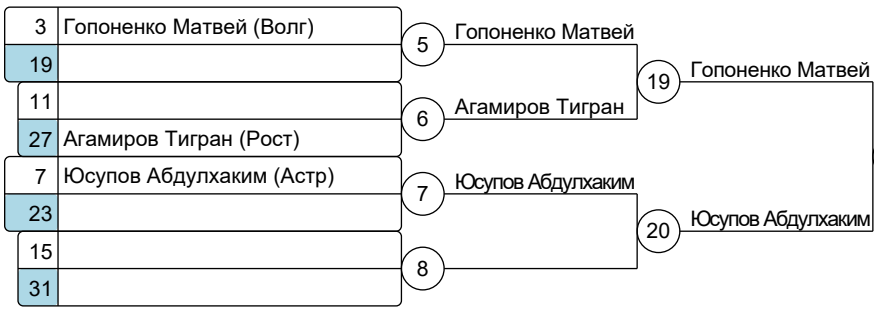 3 Гопоненко Матвей (Волг)
19
11
27 Агамиров Тигран (Рост)
7 Юсупов Абдулхаким (Астр)
23
15
31
5 Гопоненко Матвей
6 Агамиров Тигран
7 Юсупов Абдулхаким
8
19 Гопоненко Матвей
20 Юсупов Абдулхаким